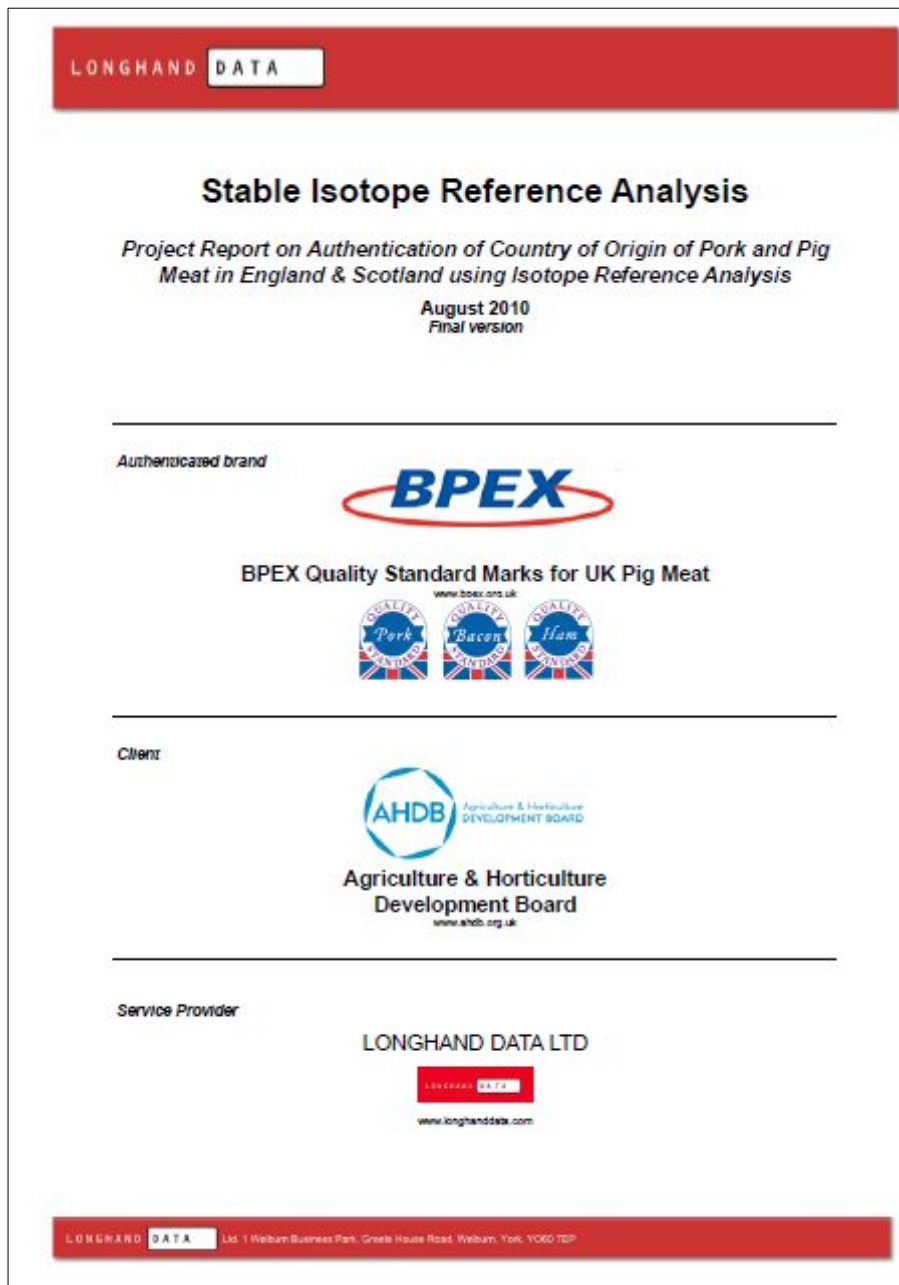 LONGHAND DATA
Stable Isotope Reference Analysis
Project Report on Authentication of Country of Origin of Pork and Pig
Meat in England & Scotland using Isotope Reference Analysis
August 2010
Final version
Authenticated brand
BPEX
BPEX Quality Standard Marks for UK Pig Meat
www.bpex.org.uk
QUALITY Pork STANDARD
QUALITY Bacon STANDARD
QUALITY Ham STANDARD
Client
AHDB
Agriculture & Horticulture
DEVELOPMENT BOARD
Agriculture & Horticulture
Development Board
www.ahdb.org.uk
Service Provider
LONGHAND DATA LTD
LONGHAND DATA
www.longhanddata.com
LONGHAND DATA Ltd. 1 Welburn Business Park, Greets House Road, Welburn, York, YO60 7EP